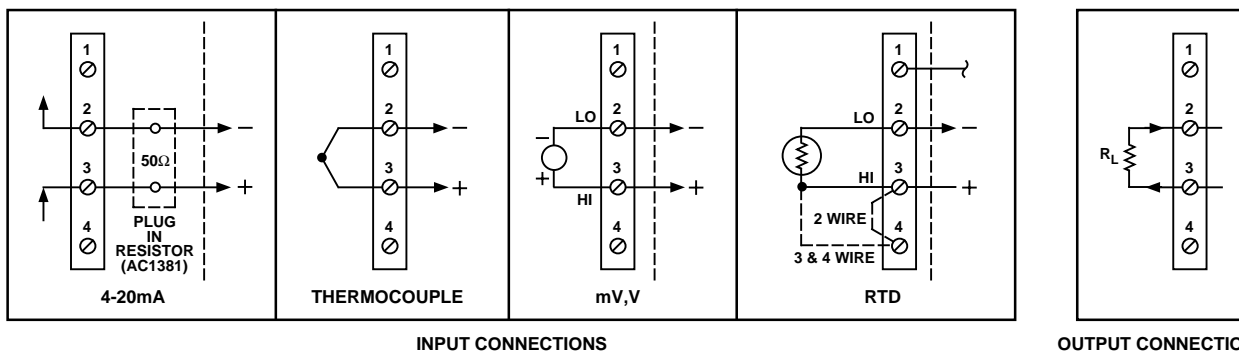 1
2
3
4
50Ω
PLUG
IN
RESISTOR
(AC1381)
−
+
4-20mA
1
2
3
4
−
+
THERMOCOUPLE
1
2
3
4
LO
HI
−
+
−
+
mV,V
1
2
3
4
LO
HI
2 WIRE
3 & 4 WIRE
−
+
RTD
INPUT CONNECTIONS
1
2
3
4
RL
OUTPUT CONNECTIO